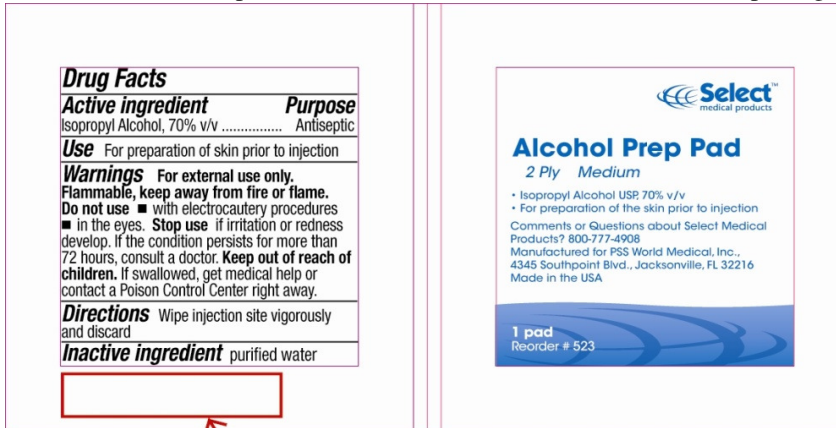 Drug Facts
Active ingredient Purpose
Isopropyl Alcohol, 70% v/v ................ Antiseptic
Use For preparation of skin prior to injection
Warnings For external use only.
Flammable, keep away from fire or flame.
Do not use ■ with electrocautery procedures
■ in the eyes. Stop use if irritation or redness
develop. If the condition persists for more than
72 hours, consult a doctor. Keep out of reach of
children. If swallowed, get medical help or
contact a Poison Control Center right away.
Directions Wipe injection site vigorously
and discard
Inactive ingredient purified water
Select™
medical products
Alcohol Prep Pad
2 Ply Medium
• Isopropyl Alcohol USP, 70% v/v
• For preparation of the skin prior to injection
Comments or Questions about Select Medical
Products? 800-777-4908
Manufactured for PSS World Medical, Inc.,
4345 Southpoint Blvd., Jacksonville, FL 32216
Made in the USA
1 pad
Reorder # 523